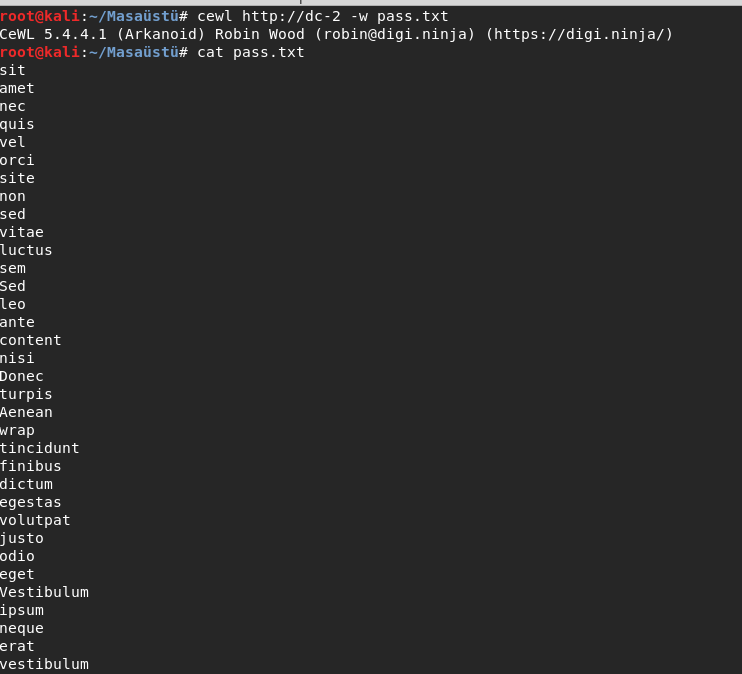 root@kali:~/Masaüstü# cewl http://dc-2 -w pass.txt
CeWL 5.4.4.1 (Arkanoid) Robin Wood (robin@digi.ninja) (https://digi.ninja/)
root@kali:~/Masaüstü# cat pass.txt
sit
amet
nec
quis
vel
orci
site
non
sed
vitae
luctus
sem
Sed
leo
ante
content
nisi
Donec
turpis
Aenean
wrap
tincidunt
finibus
dictum
egestas
volutpat
justo
odio
eget
Vestibulum
ipsum
neque
erat
vestibulum